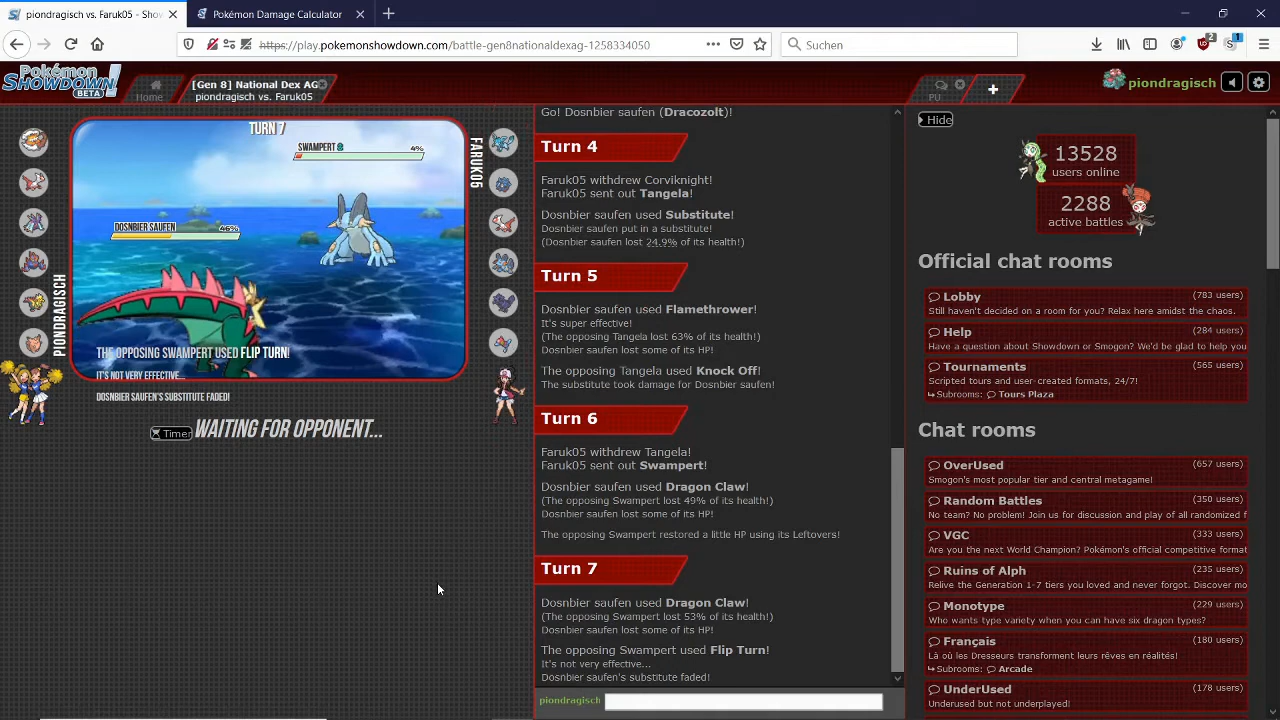 piondragisch vs. Faruk05 - Shov
Pokémon Damage Calculator
https://play.pokemonshowdown.com/battle-gen8nationaldexag-1258334050
Suchen
2
1
Pokémon
SHOWDOWN!
BETA
Home
[Gen 8] National Dex AG
piondragisch vs. Faruk05
PU
piondragisch
TURN 7
SWAMPERT
4%
DOSNBIER SAUFEN
46%
PIONDRAGISCH
FARUK05
THE OPPOSING SWAMPERT USED FLIP TURN!
IT'S NOT VERY EFFECTIVE...
DOSNBIER SAUFEN'S SUBSTITUTE FADED!
Timer
WAITING FOR OPPONENT...
Go! Dosnbier saufen (Dracozolt)!
Turn 4
Faruk05 withdrew Corviknight!
Faruk05 sent out Tangela!
Dosnbier saufen used Substitute!
Dosnbier saufen put in a substitute!
(Dosnbier saufen lost 24.9% of its health!)
Turn 5
Dosnbier saufen used Flamethrower!
It's super effective!
(The opposing Tangela lost 63% of its health!)
Dosnbier saufen lost some of its HP!
The opposing Tangela used Knock Off!
The substitute took damage for Dosnbier saufen!
Turn 6
Faruk05 withdrew Tangela!
Faruk05 sent out Swampert!
Dosnbier saufen used Dragon Claw!
(The opposing Swampert lost 49% of its health!)
Dosnbier saufen lost some of its HP!
The opposing Swampert restored a little HP using its Leftovers!
Turn 7
Dosnbier saufen used Dragon Claw!
(The opposing Swampert lost 53% of its health!)
Dosnbier saufen lost some of its HP!
The opposing Swampert used Flip Turn!
It's not very effective...
Dosnbier saufen's substitute faded!
piondragisch
Hide
13528
users online
2288
active battles
Official chat rooms
Lobby (783 users)
Still haven't decided on a room for you? Relax here amidst the chaos.
Help (284 users)
Have a question about Showdown or Smogon? We'd be glad to help you
Tournaments (565 users)
Scripted tours and user-created formats, 24/7!
Subrooms: Tours Plaza
Chat rooms
OverUsed (657 users)
Smogon's most popular tier and central metagame!
Random Battles (350 users)
No team? No problem! Join us for discussion and play of all randomized f
VGC (333 users)
Are you the next World Champion? Pokémon's official competitive format
Ruins of Alph (235 users)
Relive the Generation 1-7 tiers you loved and never forgot. Discover mo
Monotype (229 users)
Who wants type variety when you can have six dragon types?
Français (180 users)
Là où les Dresseurs transforment leurs rêves en réalités!
Subrooms: Arcade
UnderUsed (178 users)
Underused but not underplayed!